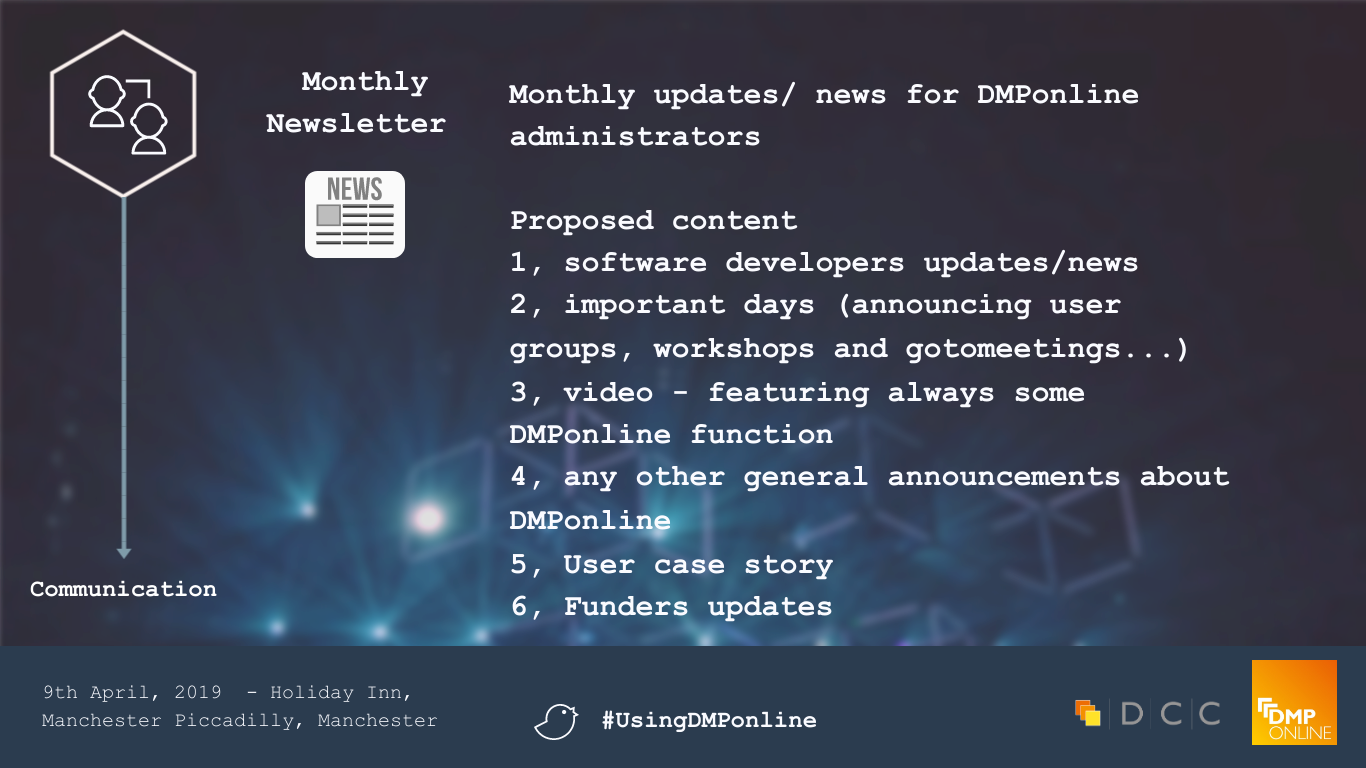 Monthly
Newsletter
NEWS
Communication
Monthly updates/ news for DMPonline
administrators
Proposed content
1, software developers updates/news
2, important days (announcing user
groups, workshops and gotomeetings...)
3, video - featuring always some
DMPonline function
4, any other general announcements about
DMPonline
5, User case story
6, Funders updates
9th April, 2019 - Holiday Inn,
Manchester Piccadilly, Manchester
#UsingDMPonline
DCC
DMP
ONLINE